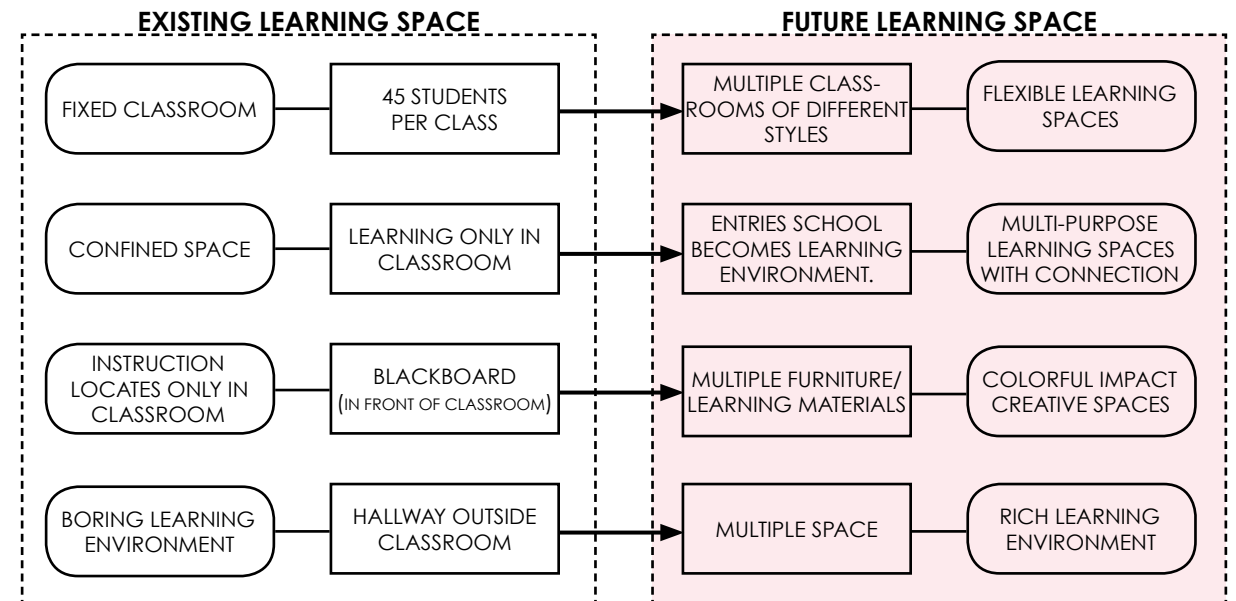 EXISTING LEARNING SPACE
FUTURE LEARNING SPACE
FIXED CLASSROOM
45 STUDENTS
PER CLASS
MULTIPLE CLASS-
ROOMS OF DIFFERENT
STYLES
FLEXIBLE LEARNING
SPACES
CONFINED SPACE
LEARNING ONLY IN
CLASSROOM
ENTRIES SCHOOL
BECOMES LEARNING
ENVIRONMENT.
MULTI-PURPOSE
LEARNING SPACES
WITH CONNECTION
INSTRUCTION
LOCATES ONLY IN
CLASSROOM
BLACKBOARD
(IN FRONT OF CLASSROOM)
MULTIPLE FURNITURE/
LEARNING MATERIALS
COLORFUL IMPACT
CREATIVE SPACES
BORING LEARNING
ENVIRONMENT
HALLWAY OUTSIDE
CLASSROOM
MULTIPLE SPACE
RICH LEARNING
ENVIRONMENT